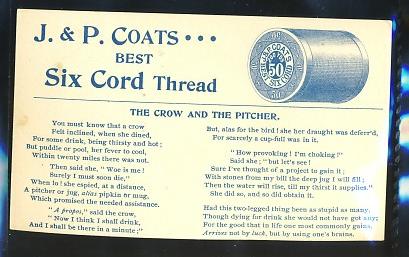 J. & P. COATS •••
BEST
SIX CORD THREAD
J. & P. COATS
50
SIX CORD
THE CROW AND THE PITCHER.
You must know that a crow
Felt inclined, when she dined,
For some drink, being thirsty and hot;
But puddle or pool, her fever to cool,
Within twenty miles there was not.
Then said she, "Woe is me!
Surely I must soon die,"
When lo! she espied, at a distance,
A pitcher or jug, alias pipkin or mug,
Which promised the needed assistance.
"A propos," said the crow,
"Now I think I shall drink,
And I shall be there in a minute;"
But, alas for the bird! she her draught was deferr'd,
For scarcely a cup-full was in it.
"How provoking! I'm choking!"
Said she; "but let's see!
Sure I've thought of a project to gain it;
With stones from my bill the deep jug I will fill;
Then the water will rise, till my thirst it supplies."
She did so, and so did obtain it.
Had this two-legged thing been as stupid as many,
Though dying for drink she would not have got any;
For the good that in life one most commonly gains,
Arrives not by luck, but by using one's brains.